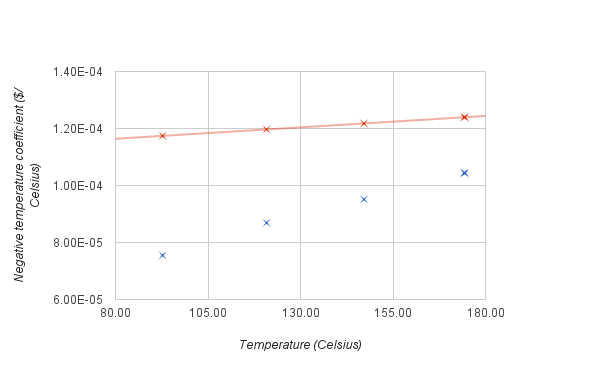 Negative temperature coefficient ($/
Celsius)
1.40E-04
1.20E-04
1.00E-04
8.00E-05
6.00E-05
80.00 105.00 130.00 155.00 180.00
Temperature (Celsius)